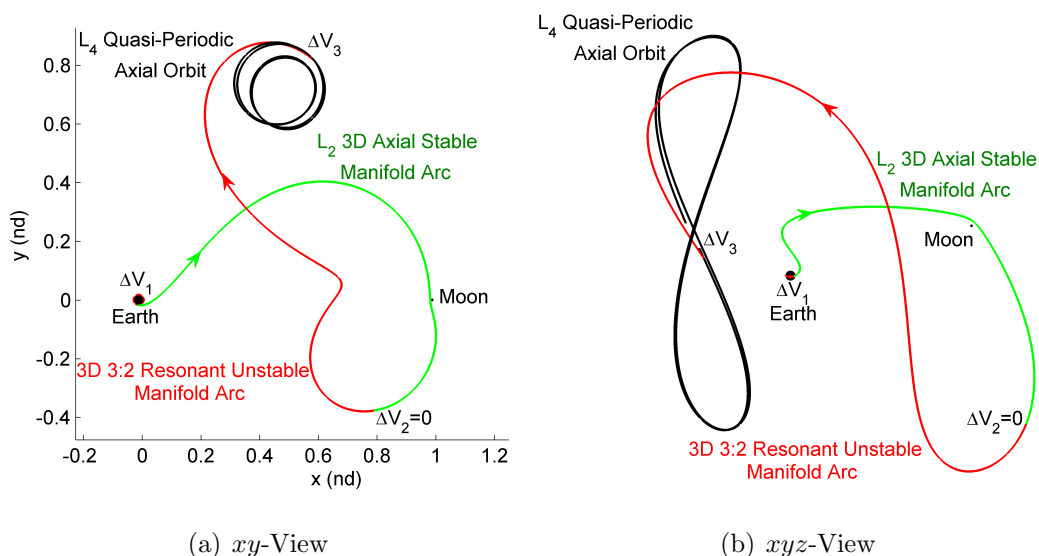 L4 Quasi-Periodic
Axial Orbit
ΔV3
L2 3D Axial Stable
Manifold Arc
ΔV1
Earth
Moon
3D 3:2 Resonant Unstable
Manifold Arc
ΔV2=0
0.8
0.6
0.4
0.2
0
-0.2
-0.4
y (nd)
-0.2 0 0.2 0.4 0.6 0.8 1 1.2
x (nd)
(a) xy-View
L4 Quasi-Periodic
Axial Orbit
L2 3D Axial Stable
Manifold Arc
ΔV3
Moon
ΔV1
Earth
ΔV2=0
3D 3:2 Resonant Unstable
Manifold Arc
(b) xyz-View